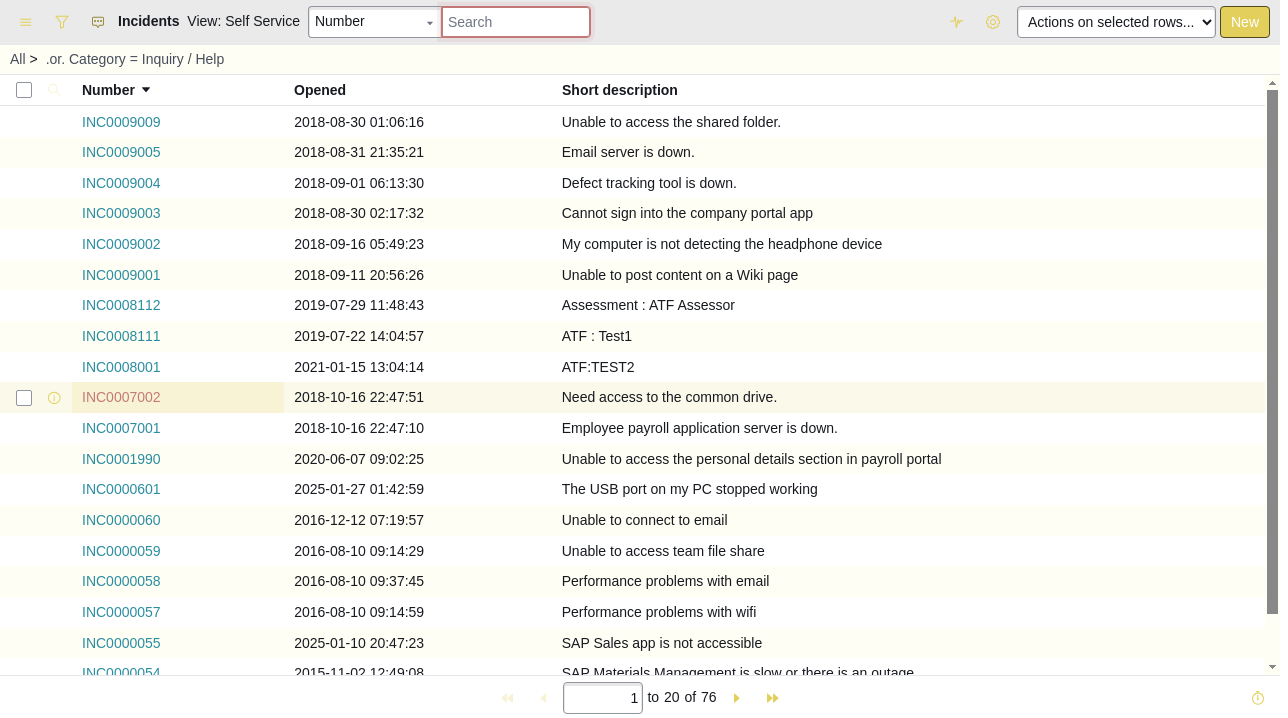 Incidents View: Self Service Number Search Actions on selected rows... New
All > .or. Category = Inquiry / Help
Number Opened Short description
INC0009009 2018-08-30 01:06:16 Unable to access the shared folder.
INC0009005 2018-08-31 21:35:21 Email server is down.
INC0009004 2018-09-01 06:13:30 Defect tracking tool is down.
INC0009003 2018-08-30 02:17:32 Cannot sign into the company portal app
INC0009002 2018-09-16 05:49:23 My computer is not detecting the headphone device
INC0009001 2018-09-11 20:56:26 Unable to post content on a Wiki page
INC0008112 2019-07-29 11:48:43 Assessment : ATF Assessor
INC0008111 2019-07-22 14:04:57 ATF : Test1
INC0008001 2021-01-15 13:04:14 ATF:TEST2
INC0007002 2018-10-16 22:47:51 Need access to the common drive.
INC0007001 2018-10-16 22:47:10 Employee payroll application server is down.
INC0001990 2020-06-07 09:02:25 Unable to access the personal details section in payroll portal
INC0000601 2025-01-27 01:42:59 The USB port on my PC stopped working
INC0000060 2016-12-12 07:19:57 Unable to connect to email
INC0000059 2016-08-10 09:14:29 Unable to access team file share
INC0000058 2016-08-10 09:37:45 Performance problems with email
INC0000057 2016-08-10 09:14:59 Performance problems with wifi
INC0000055 2025-01-10 20:47:23 SAP Sales app is not accessible
INC0000054 2015-11-02 12:49:08 SAP Materials Management is slow or there is an outage
1 to 20 of 76